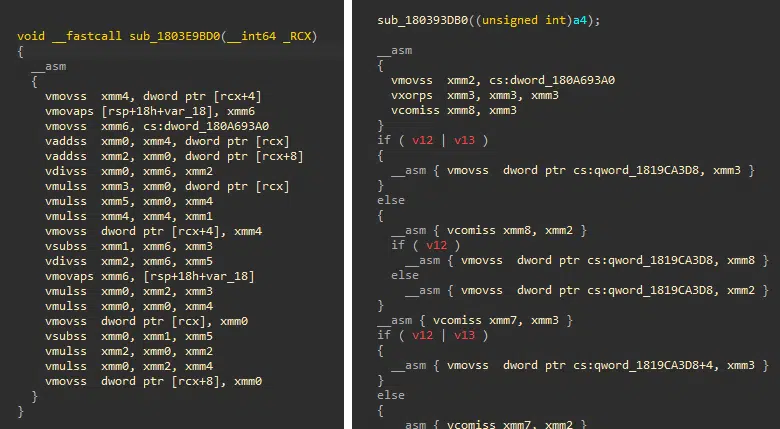 void __fastcall sub_1803E9BD0(__int64 _RCX)
{
  __asm
  {
    vmovss  xmm4, dword ptr [rcx+4]
    vmovaps [rsp+18h+var_18], xmm6
    vmovss  xmm6, cs:dword_180A693A0
    vaddss  xmm0, xmm4, dword ptr [rcx]
    vaddss  xmm2, xmm0, dword ptr [rcx+8]
    vdivss  xmm0, xmm6, xmm2
    vmulss  xmm3, xmm0, dword ptr [rcx]
    vmulss  xmm5, xmm0, xmm4
    vmulss  xmm4, xmm4, xmm1
    vmovss  dword ptr [rcx+4], xmm4
    vsubss  xmm1, xmm6, xmm3
    vdivss  xmm2, xmm6, xmm5
    vmovaps xmm6, [rsp+18h+var_18]
    vmulss  xmm0, xmm2, xmm3
    vmulss  xmm0, xmm0, xmm4
    vmovss  dword ptr [rcx], xmm0
    vsubss  xmm0, xmm1, xmm5
    vmulss  xmm2, xmm0, xmm2
    vmulss  xmm0, xmm2, xmm4
    vmovss  dword ptr [rcx+8], xmm0
  }
}
sub_180393DB0((unsigned int)a4);
__asm
{
  vmovss  xmm2, cs:dword_180A693A0
  vxorps  xmm3, xmm3, xmm3
  vcomiss xmm8, xmm3
}
if ( v12 | v13 )
{
  __asm { vmovss  dword ptr cs:qword_1819CA3D8, xmm3 }
}
else
{
  __asm { vcomiss xmm8, xmm2 }
  if ( v12 )
    __asm { vmovss  dword ptr cs:qword_1819CA3D8, xmm8 }
  else
    __asm { vmovss  dword ptr cs:qword_1819CA3D8, xmm2 }
}
__asm { vcomiss xmm7, xmm3 }
if ( v12 | v13 )
{
  __asm { vmovss  dword ptr cs:qword_1819CA3D8+4, xmm3 }
}
else
{
  __asm { vcomiss xmm7, xmm2 }